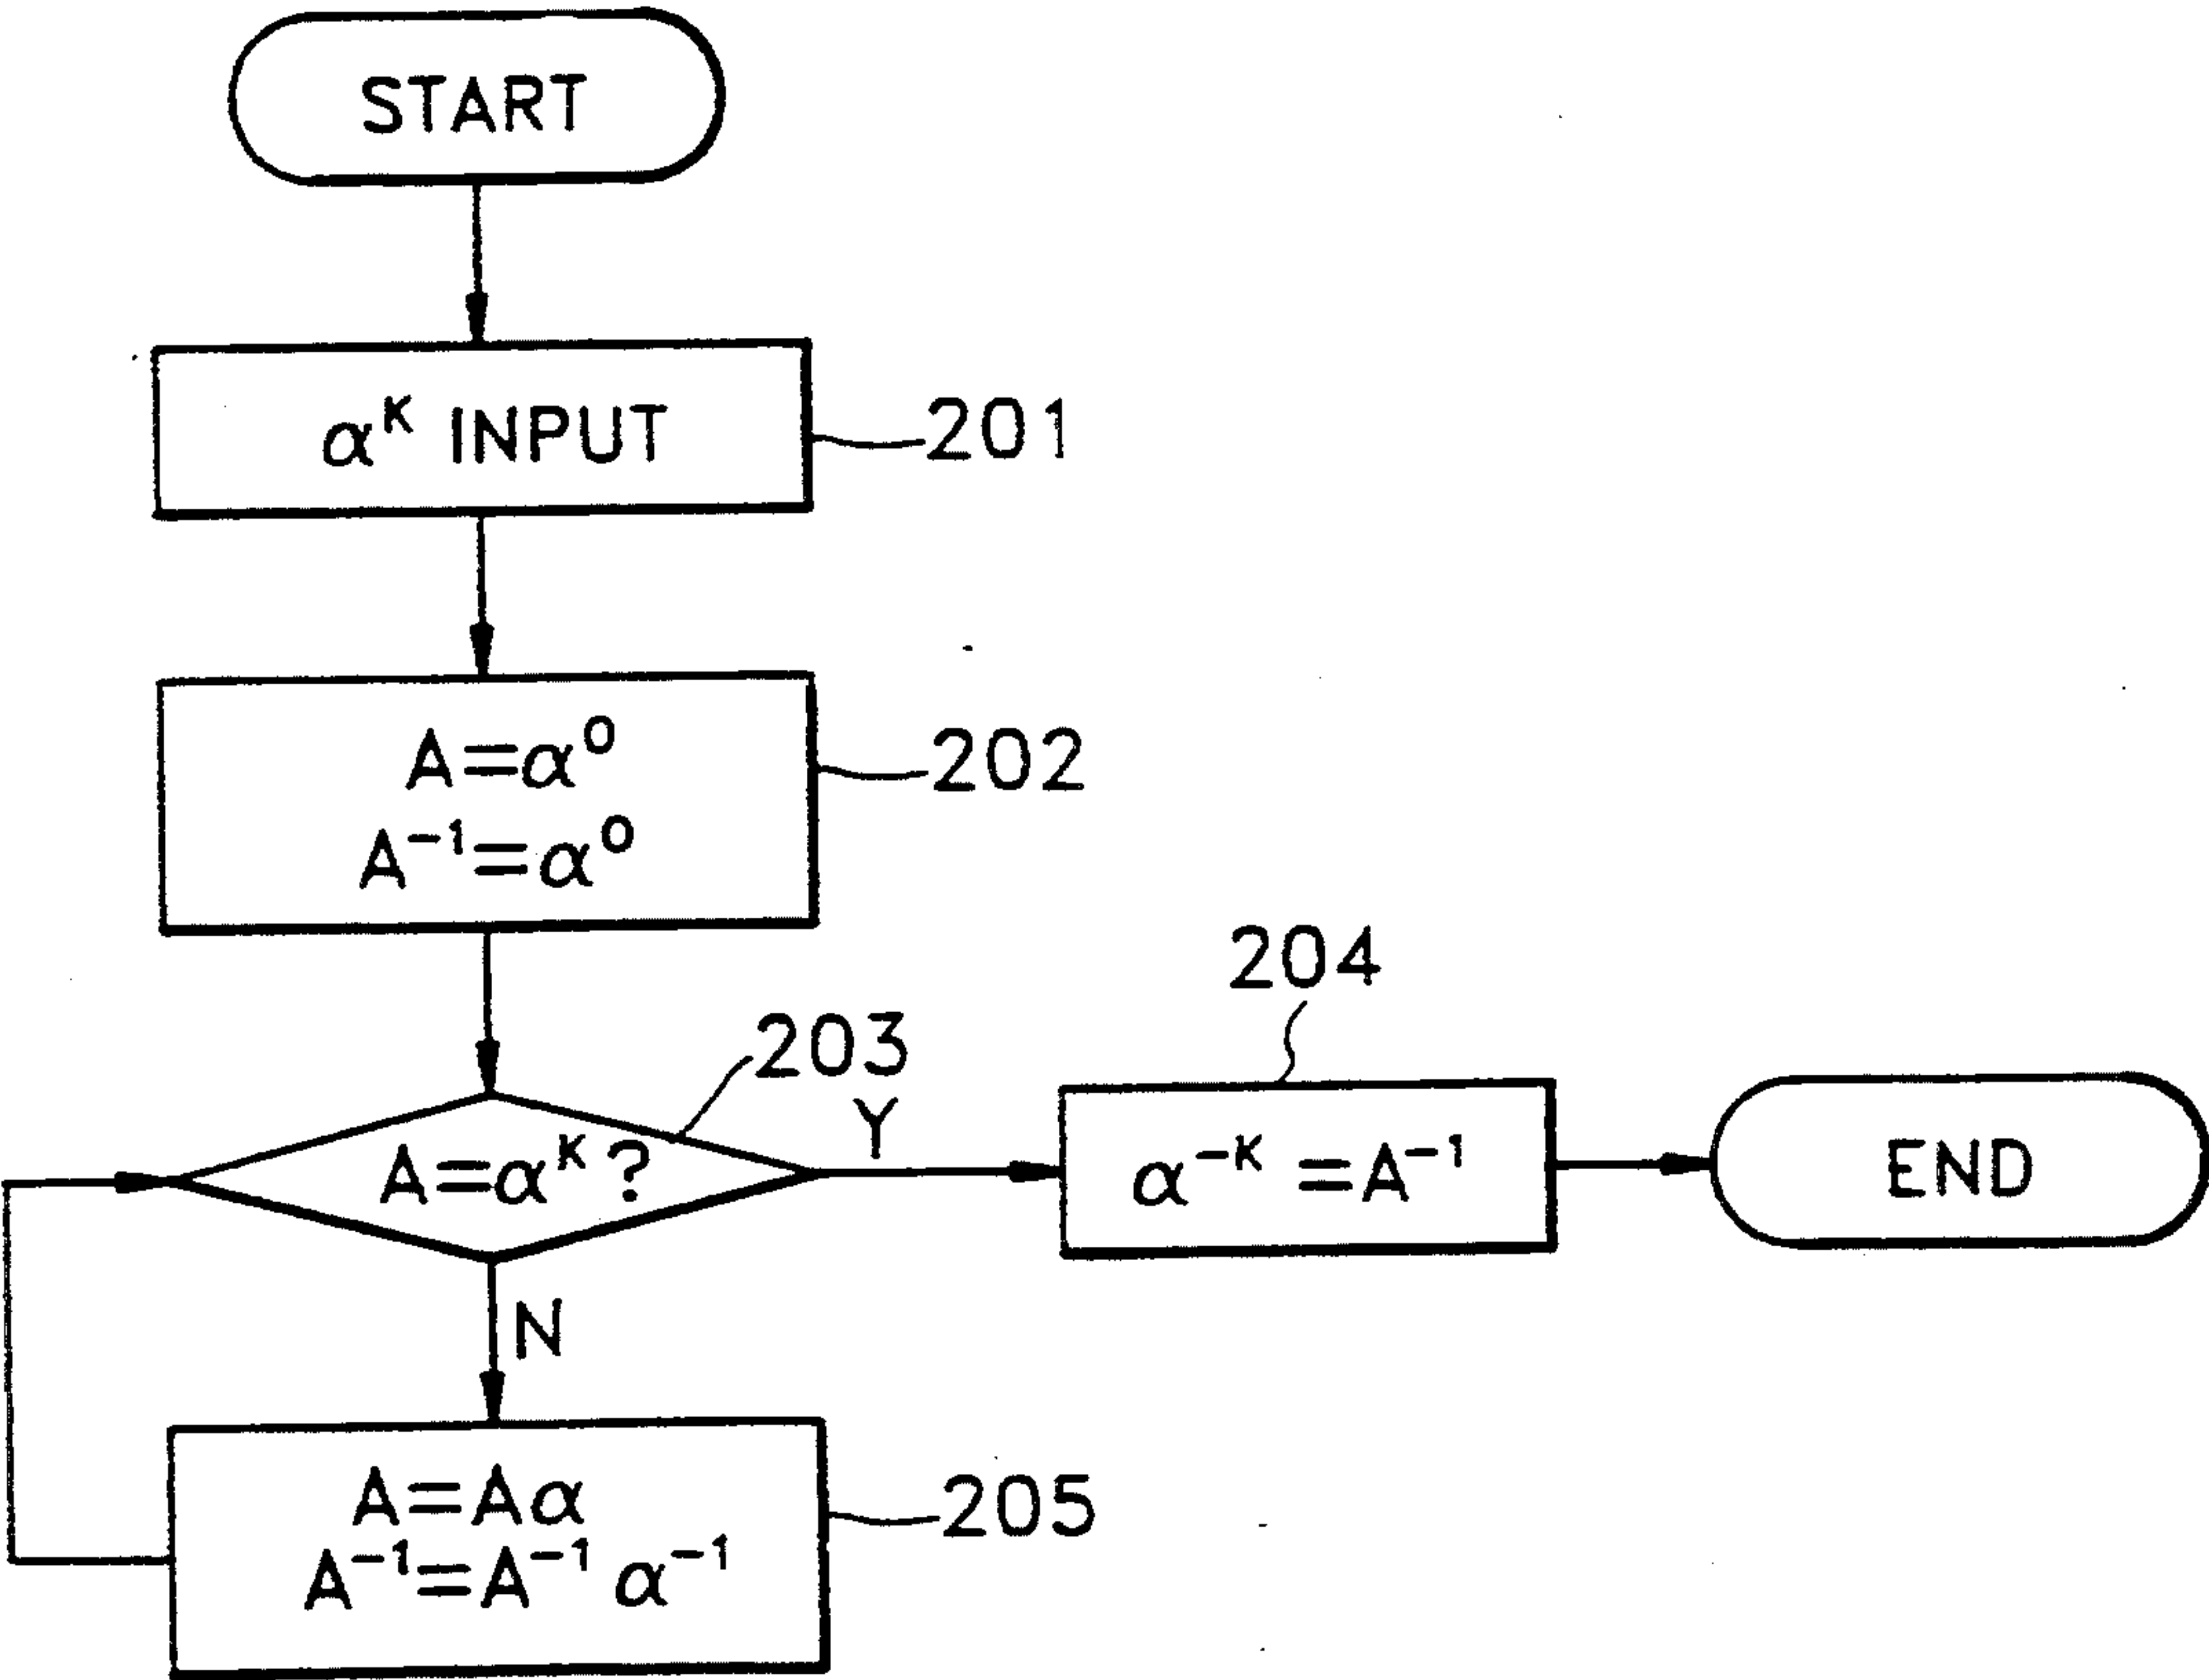 START
α^K INPUT
201
A=α^0
A^-1=α^0
202
203
A=α^K?
Y
204
α^-K=A^-1
END
N
A=Aα
A^-1=A^-1 α^-1
205